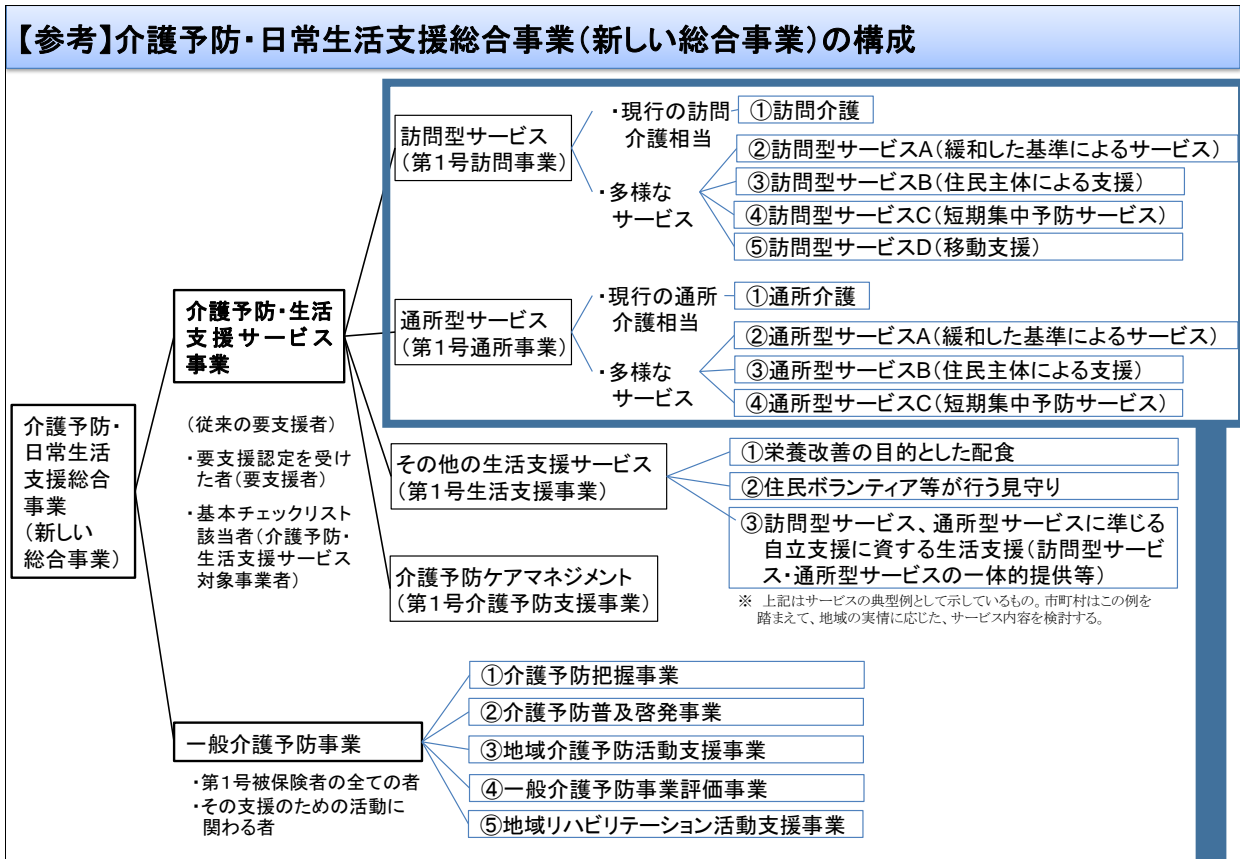 【参考】介護予防・日常生活支援総合事業(新しい総合事業)の構成
介護予防・
日常生活
支援総合
事業
(新しい
総合事業)
介護予防・生活
支援サービス
事業
(従来の要支援者)
・要支援認定を受け
た者(要支援者)
・基本チェックリスト
該当者(介護予防・
生活支援サービス
対象事業者)
訪問型サービス
(第1号訪問事業)
・現行の訪問
介護相当
①訪問介護
・多様な
サービス
②訪問型サービスA(緩和した基準によるサービス)
③訪問型サービスB(住民主体による支援)
④訪問型サービスC(短期集中予防サービス)
⑤訪問型サービスD(移動支援)
通所型サービス
(第1号通所事業)
・現行の通所
介護相当
①通所介護
・多様な
サービス
②通所型サービスA(緩和した基準によるサービス)
③通所型サービスB(住民主体による支援)
④通所型サービスC(短期集中予防サービス)
その他の生活支援サービス
(第1号生活支援事業)
①栄養改善の目的とした配食
②住民ボランティア等が行う見守り
③訪問型サービス、通所型サービスに準じる
自立支援に資する生活支援(訪問型サービ
ス・通所型サービスの一体的提供等)
※ 上記はサービスの典型例として示しているもの。市町村はこの例を
踏まえて、地域の実情に応じた、サービス内容を検討する。
介護予防ケアマネジメント
(第1号介護予防支援事業)
一般介護予防事業
・第1号被保険者の全ての者
・その支援のための活動に
関わる者
①介護予防把握事業
②介護予防普及啓発事業
③地域介護予防活動支援事業
④一般介護予防事業評価事業
⑤地域リハビリテーション活動支援事業